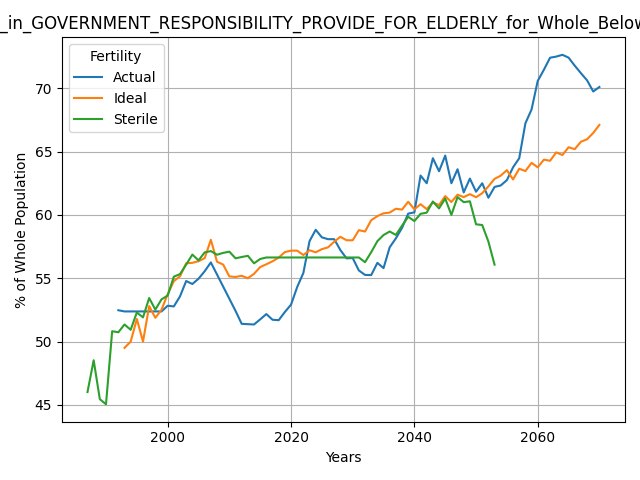 _in_GOVERNMENT_RESPONSIBILITY_PROVIDE_FOR_ELDERLY_for_Whole_Below
Fertility
Actual
Ideal
Sterile
70
65
60
55
50
45
% of Whole Population
2000 2020 2040 2060
Years